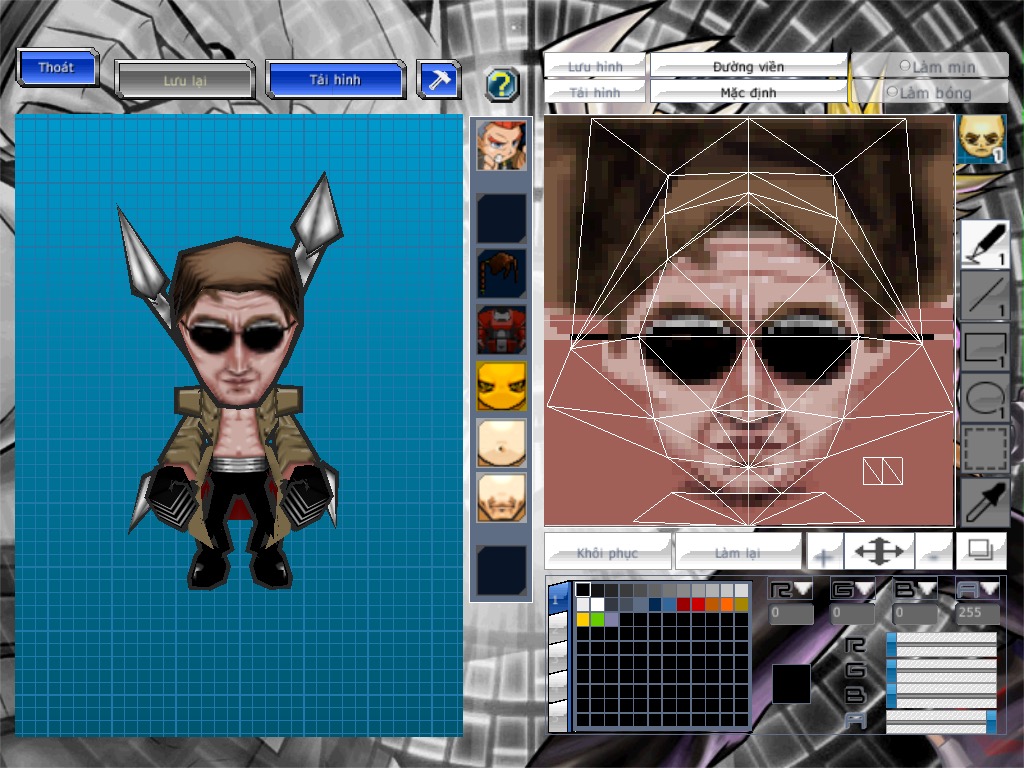 Thoát
Lưu lại
Tải hình
?
Lưu hình
Đường viền
Làm mịn
Tải hình
Mặc định
Làm bóng
1
1
1
1
1
Khôi phục
Làm lại
1
R
G
B
A
0
0
0
255
R
G
B
A